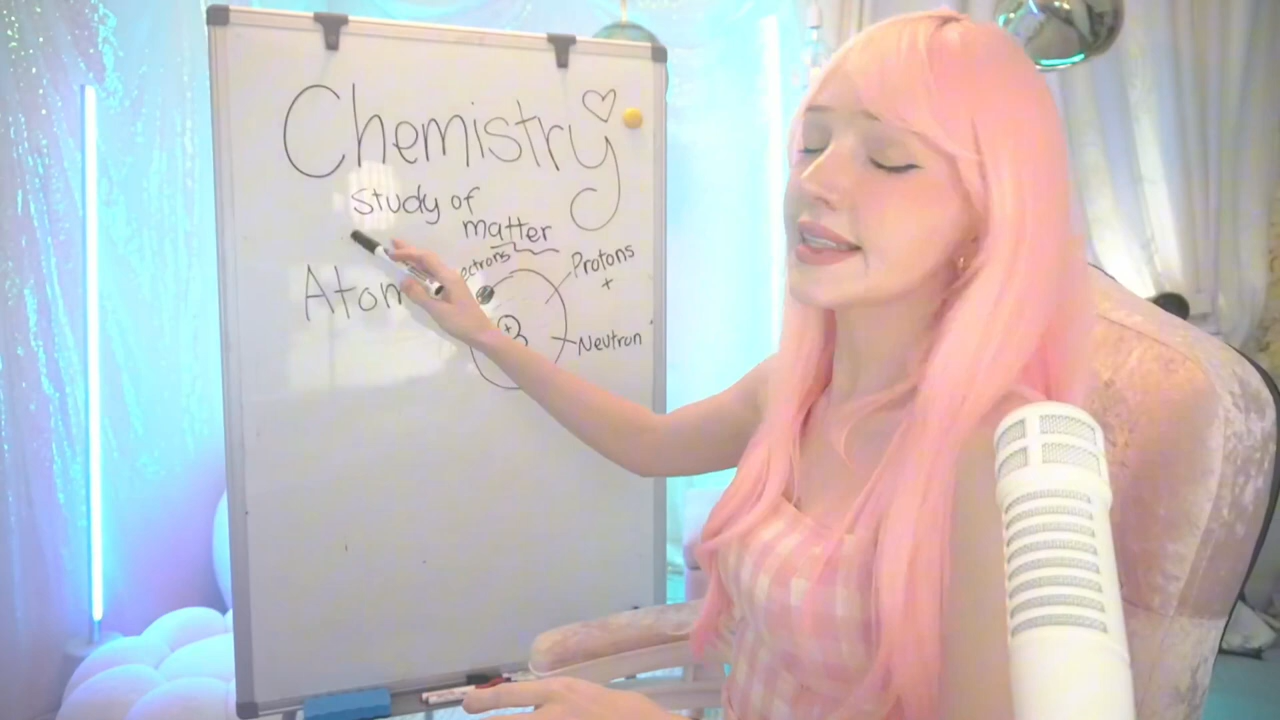 Chemistry
study of
matter
ectrons
Protons
+
Atom
+
Neutron